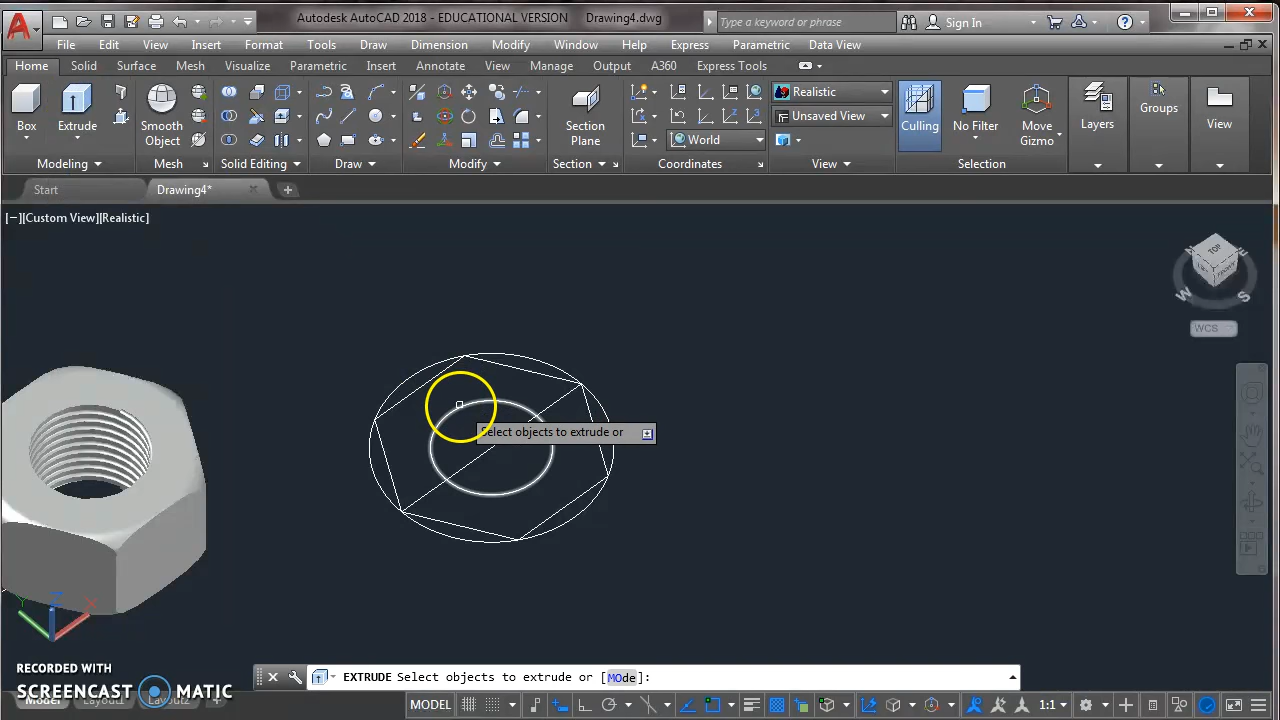 Autodesk AutoCAD 2018 - EDUCATIONAL VERSION Drawing4.dwg
Type a keyword or phrase
Sign In
File Edit View Insert Format Tools Draw Dimension Modify Window Help Express Parametric Data View
Home Solid Surface Mesh Visualize Parametric Insert Annotate View Manage Output A360 Express Tools
Box
Extrude
Smooth
Object
Section
Plane
World
Realistic
Unsaved View
Culling
No Filter
Move
Gizmo
Layers
Groups
View
Modeling
Mesh
Solid Editing
Draw
Modify
Section
Coordinates
View
Selection
Start
Drawing4*
[−][Custom View][Realistic]
TOP
W
S
WCS
Select objects to extrude or
X
Z
RECORDED WITH
SCREENCAST MATIC
EXTRUDE Select objects to extrude or [MOde]:
Model Layout1 Layout2
MODEL
1:1